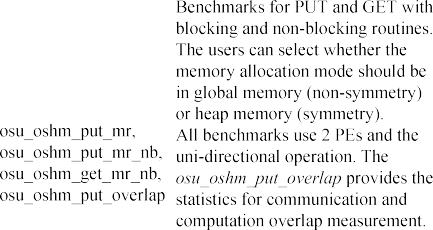 Benchmarks for PUT and GET with
blocking and non-blocking routines.
The users can select whether the
memory allocation mode should be
in global memory (non-symmetry)
or heap memory (symmetry).
osu_oshm_put_mr,
osu_oshm_put_mr_nb,
osu_oshm_get_mr_nb,
osu_oshm_put_overlap
All benchmarks use 2 PEs and the
uni-directional operation. The
osu_oshm_put_overlap provides the
statistics for communication and
computation overlap measurement.